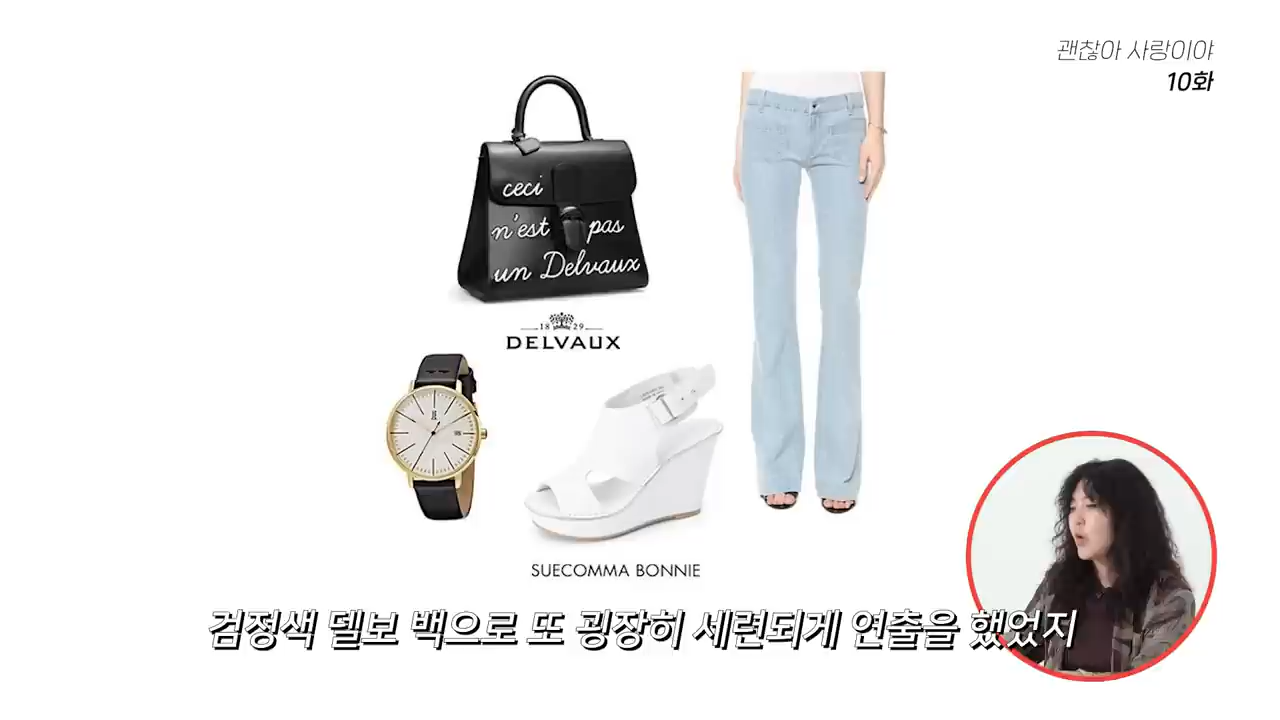 괜찮아 사랑이야
10화
ceci
n'est pas
un Delvaux
18 29
DELVAUX
SUECOMMA BONNIE
검정색 델보 백으로 또 굉장히 세련되게 연출을 했었지